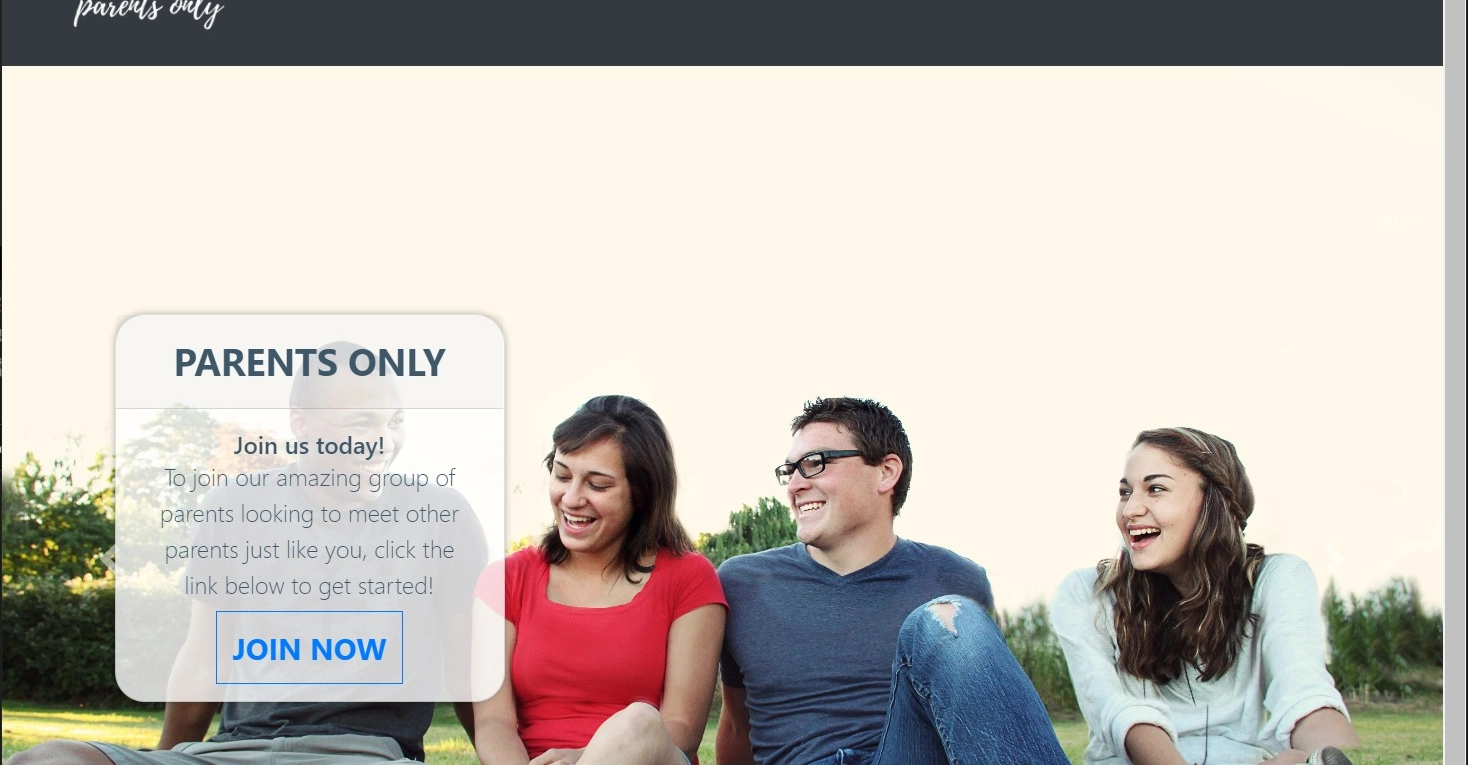 parents only
PARENTS ONLY
Join us today!
To join our amazing group of
parents looking to meet other
parents just like you, click the
link below to get started!
JOIN NOW